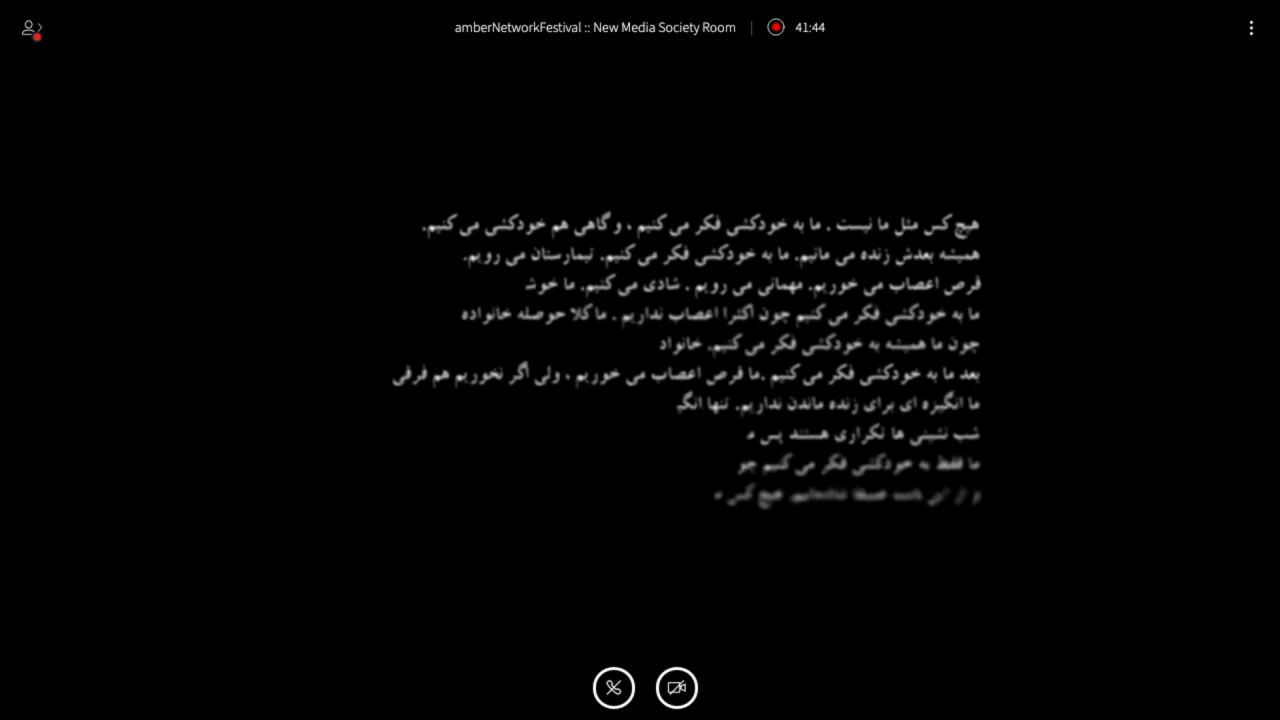 amberNetworkFestival :: New Media Society Room | 41:44
هیچ کس مثل ما نیست . ما به خودکشی فکر می کنیم ، و گاهی هم خودکشی می کنیم.
همیشه بعدش زنده می مانیم. ما به خودکشی فکر می کنیم. تیمارستان می رویم.
قرص اعصاب می خوریم. مهمانی می رویم . شادی می کنیم. ما خوش
ما به خودکشی فکر می کنیم چون اکثرا اعصاب نداریم . ما کلا حوصله خانواده
چون ما همیشه به خودکشی فکر می کنیم. خانواد
بعد ما به خودکشی فکر می کنیم .ما قرص اعصاب می خوریم ، ولی اگر نخوریم هم فرقی
ما انگیزه ای برای زنده ماندن نداریم. تنها انگی
شب نشینی ها تکراری هستند پس م
ما فقط به خودکشی فکر می کنیم چو
هیچ کس م